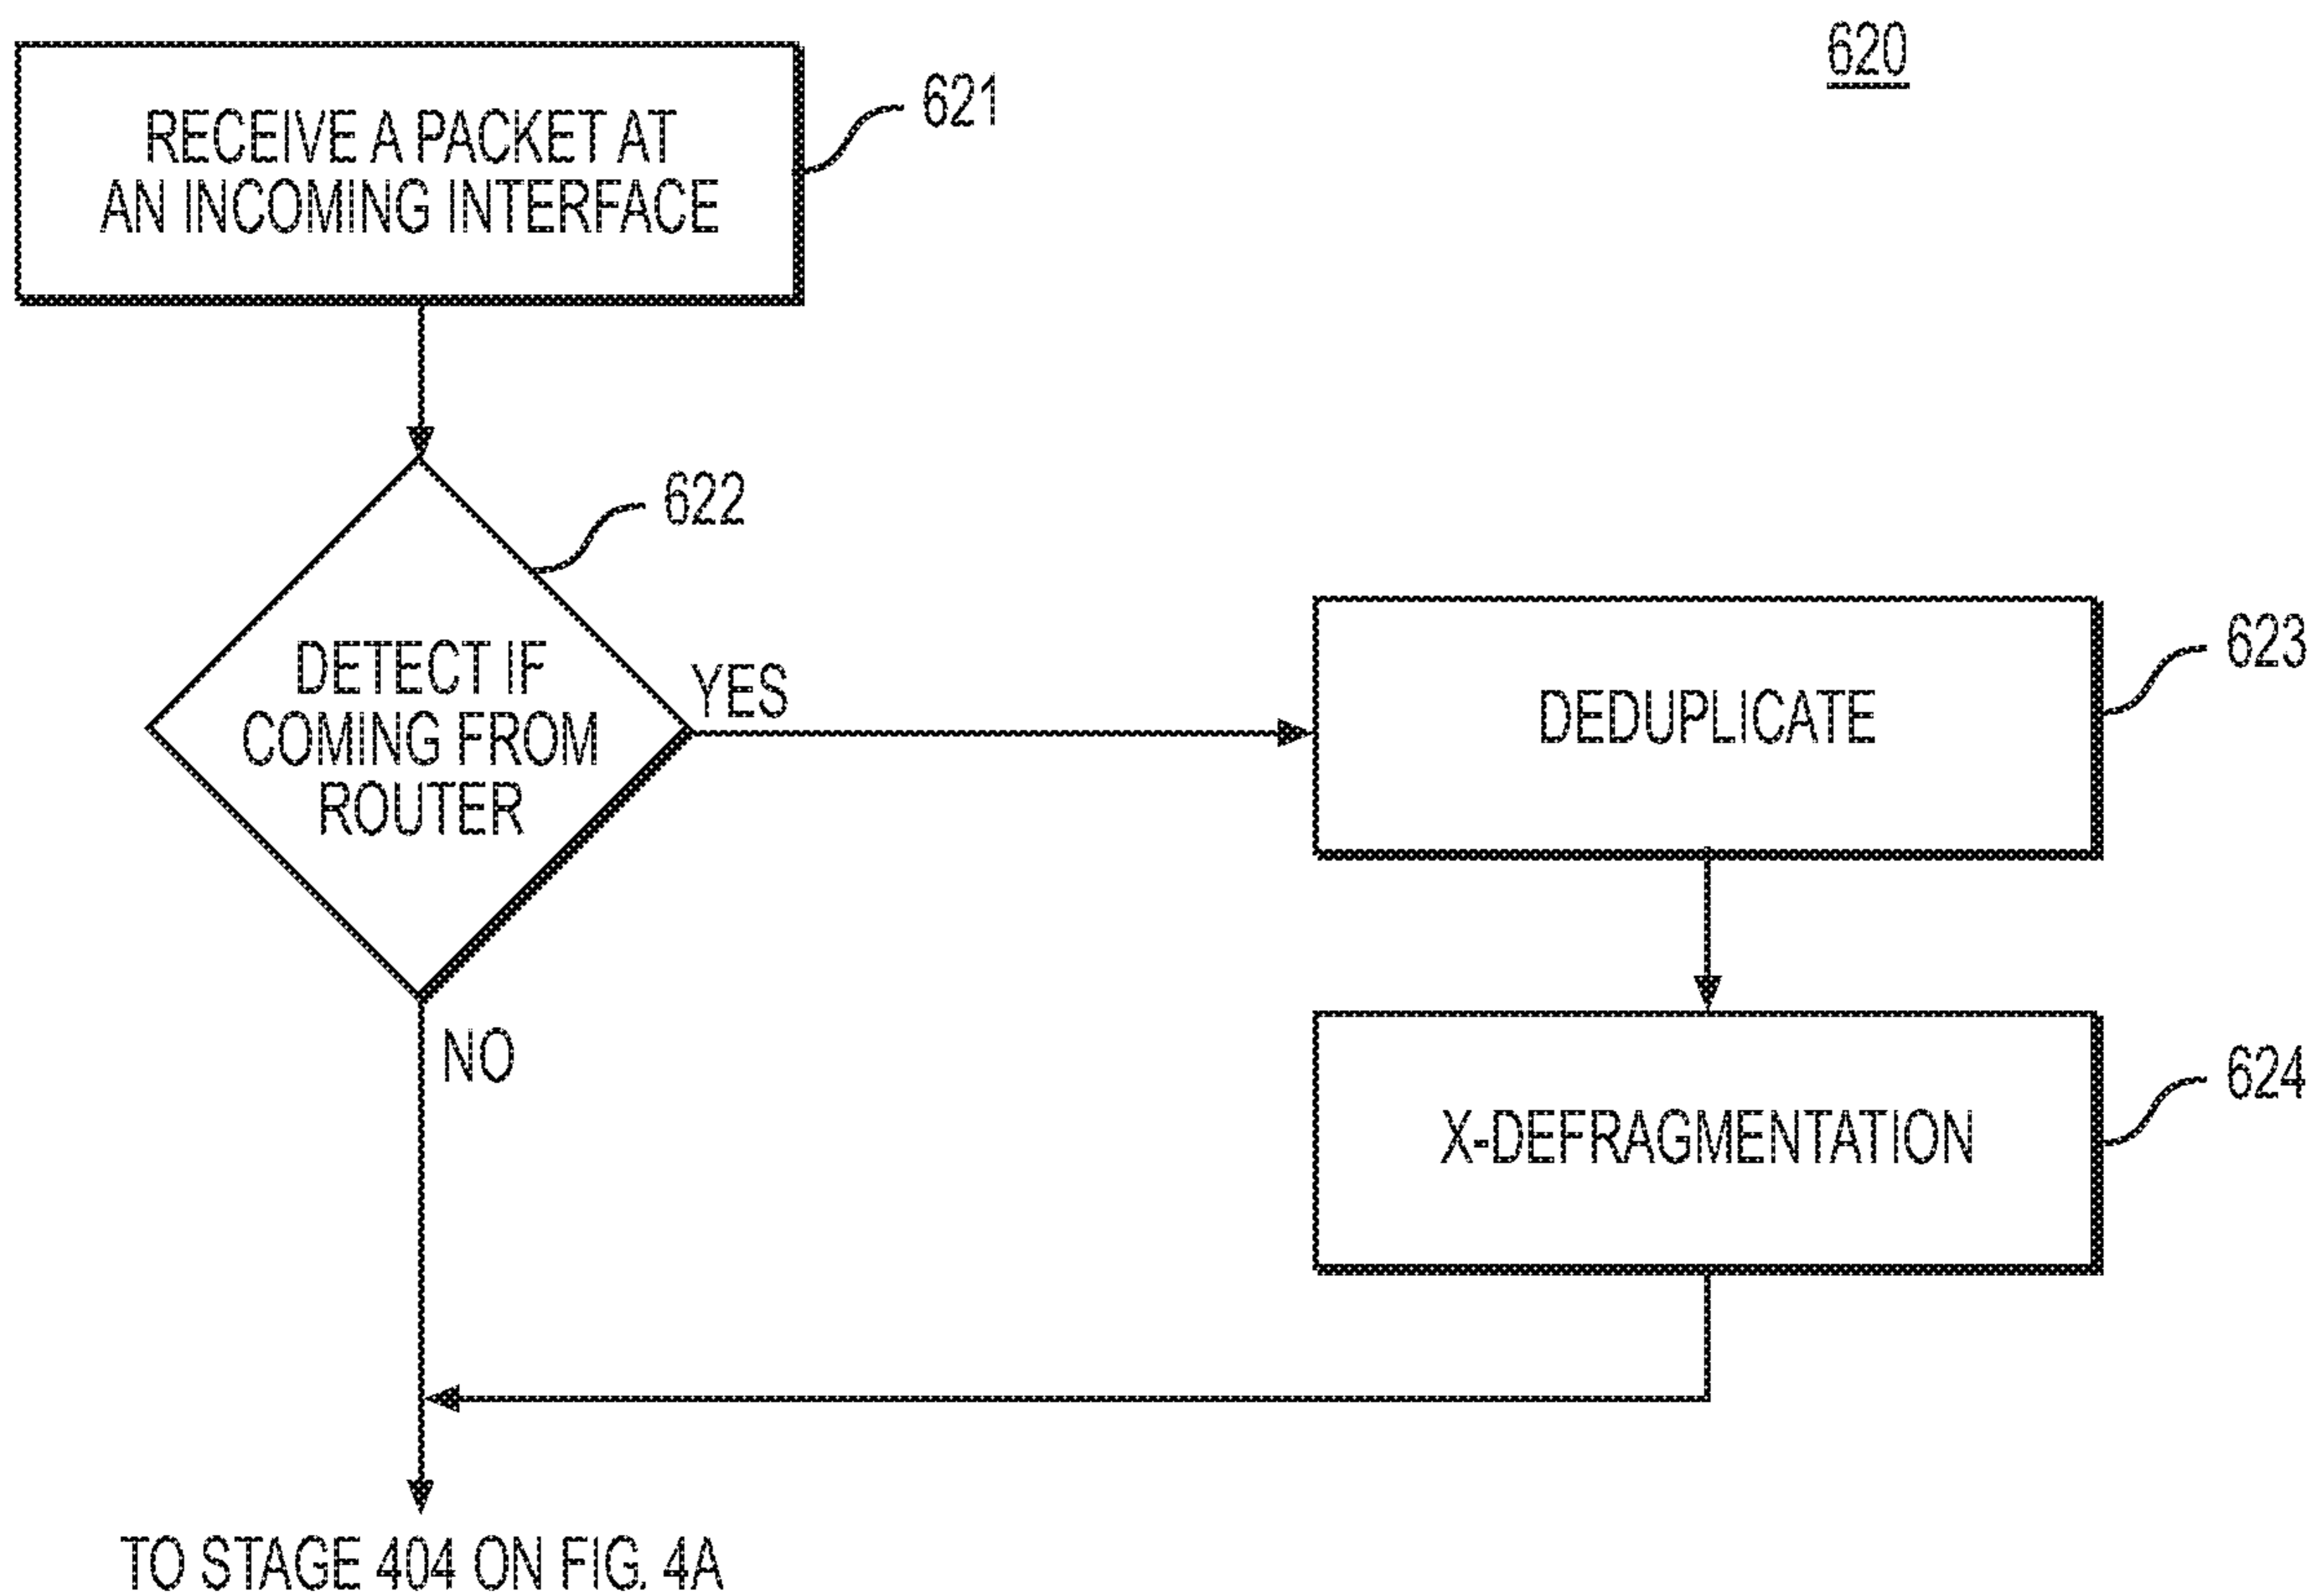 620
RECEIVE A PACKET AT
AN INCOMING INTERFACE
621
622
DETECT IF
COMING FROM
ROUTER
YES
NO
DEDUPLICATE
623
X-DEFRAGMENTATION
624
TO STAGE 404 ON FIG. 4A